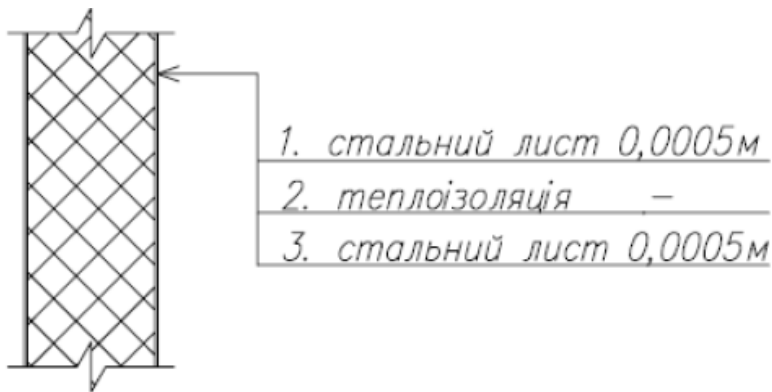 1. стальний лист 0,0005м
2. теплоізоляція –
3. стальний лист 0,0005м